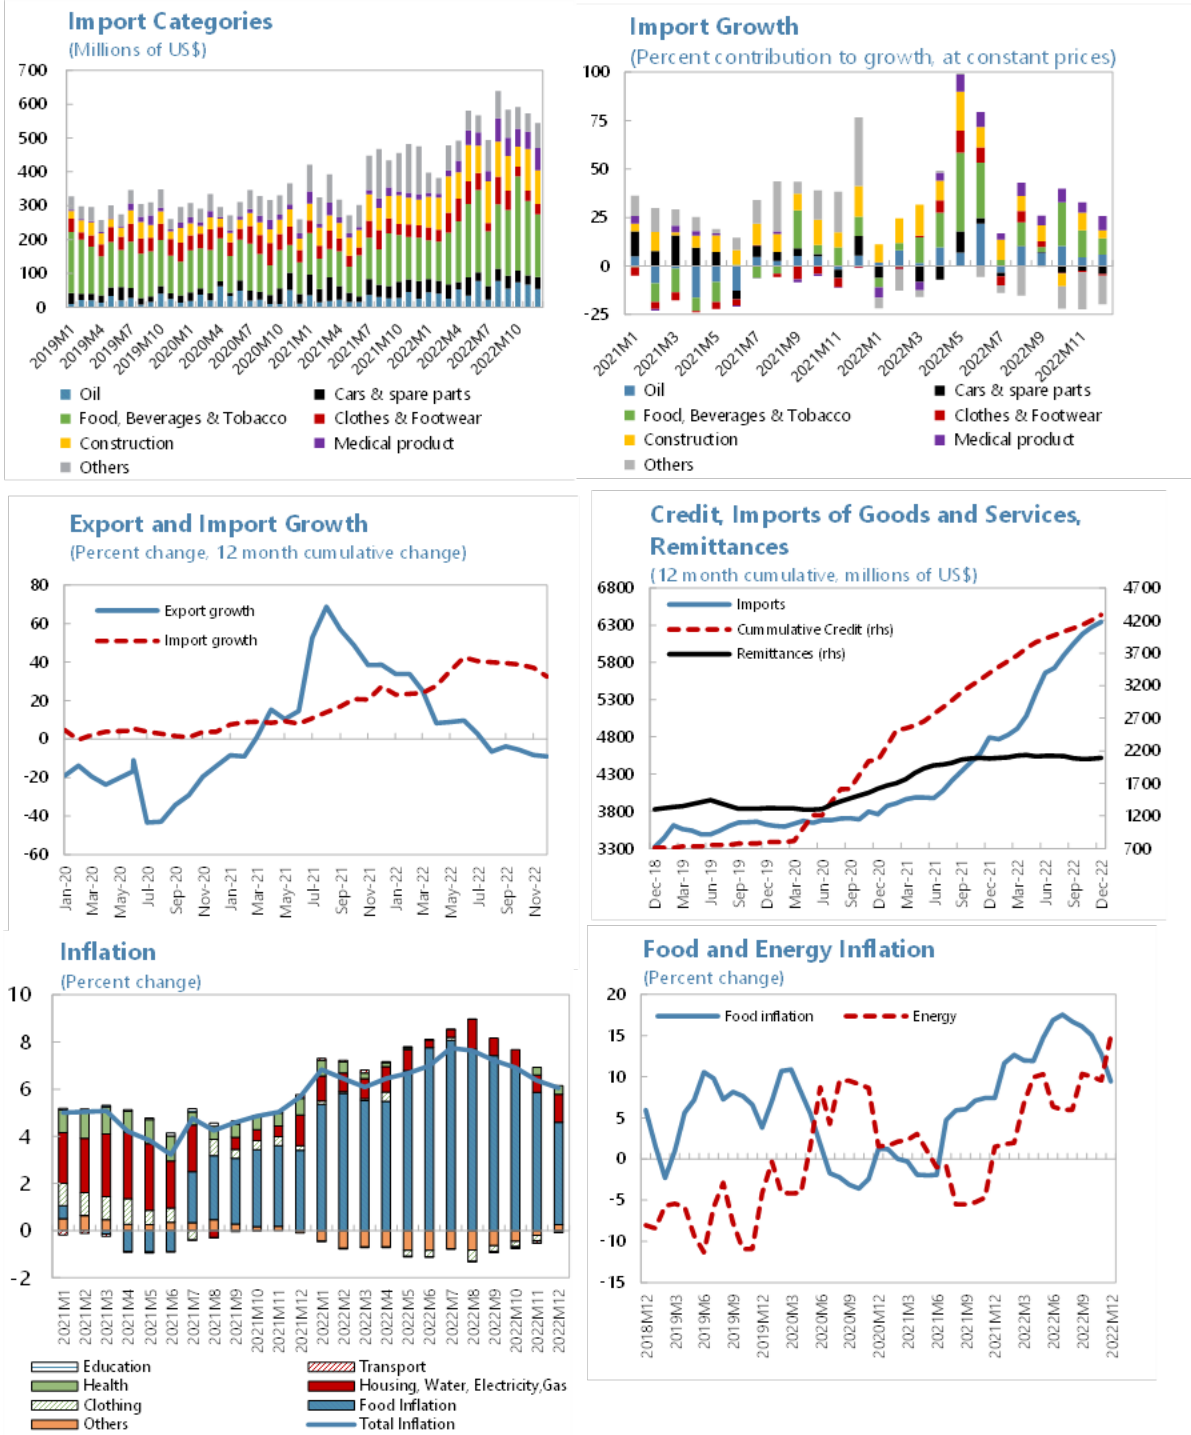 Import Categories
(Millions of US$)
700
600
500
400
300
200
100
0
2019M1
2019M4
2019M7
2019M10
2020M1
2020M4
2020M7
2020M10
2021M1
2021M4
2021M7
2021M10
2022M1
2022M4
2022M7
2022M10
Oil
Cars & spare parts
Food, Beverages & Tobacco
Clothes & Footwear
Construction
Medical product
Others
Import Growth
(Percent contribution to growth, at constant prices)
100
75
50
25
0
-25
2021M1
2021M3
2021M5
2021M7
2021M9
2021M11
2022M1
2022M3
2022M5
2022M7
2022M9
2022M11
Oil
Cars & spare parts
Food, Beverages & Tobacco
Clothes & Footwear
Construction
Medical product
Others
Export and Import Growth
(Percent change, 12 month cumulative change)
80
60
40
20
0
-20
-40
-60
Export growth
Import growth
Jan-20
Mar-20
May-20
Jul-20
Sep-20
Nov-20
Jan-21
Mar-21
May-21
Jul-21
Sep-21
Nov-21
Jan-22
Mar-22
May-22
Jul-22
Sep-22
Nov-22
Credit, Imports of Goods and Services,
Remittances
(12 month cumulative, millions of US$)
6800
6300
5800
5300
4800
4300
3800
3300
4700
4200
3700
3200
2700
2200
1700
1200
700
Imports
Cummulative Credit (rhs)
Remittances (rhs)
Dec-18
Mar-19
Jun-19
Sep-19
Dec-19
Mar-20
Jun-20
Sep-20
Dec-20
Mar-21
Jun-21
Sep-21
Dec-21
Mar-22
Jun-22
Sep-22
Dec-22
Inflation
(Percent change)
10
8
6
4
2
0
-2
2021M1
2021M2
2021M3
2021M4
2021M5
2021M6
2021M7
2021M8
2021M9
2021M10
2021M11
2021M12
2022M1
2022M2
2022M3
2022M4
2022M5
2022M6
2022M7
2022M8
2022M9
2022M10
2022M11
2022M12
Education
Transport
Health
Housing, Water, Electricity,Gas
Clothing
Food Inflation
Others
Total Inflation
Food and Energy Inflation
(Percent change)
20
15
10
5
0
-5
-10
-15
Food inflation
Energy
2018M12
2019M3
2019M6
2019M9
2019M12
2020M3
2020M6
2020M9
2020M12
2021M3
2021M6
2021M9
2021M12
2022M3
2022M6
2022M9
2022M12